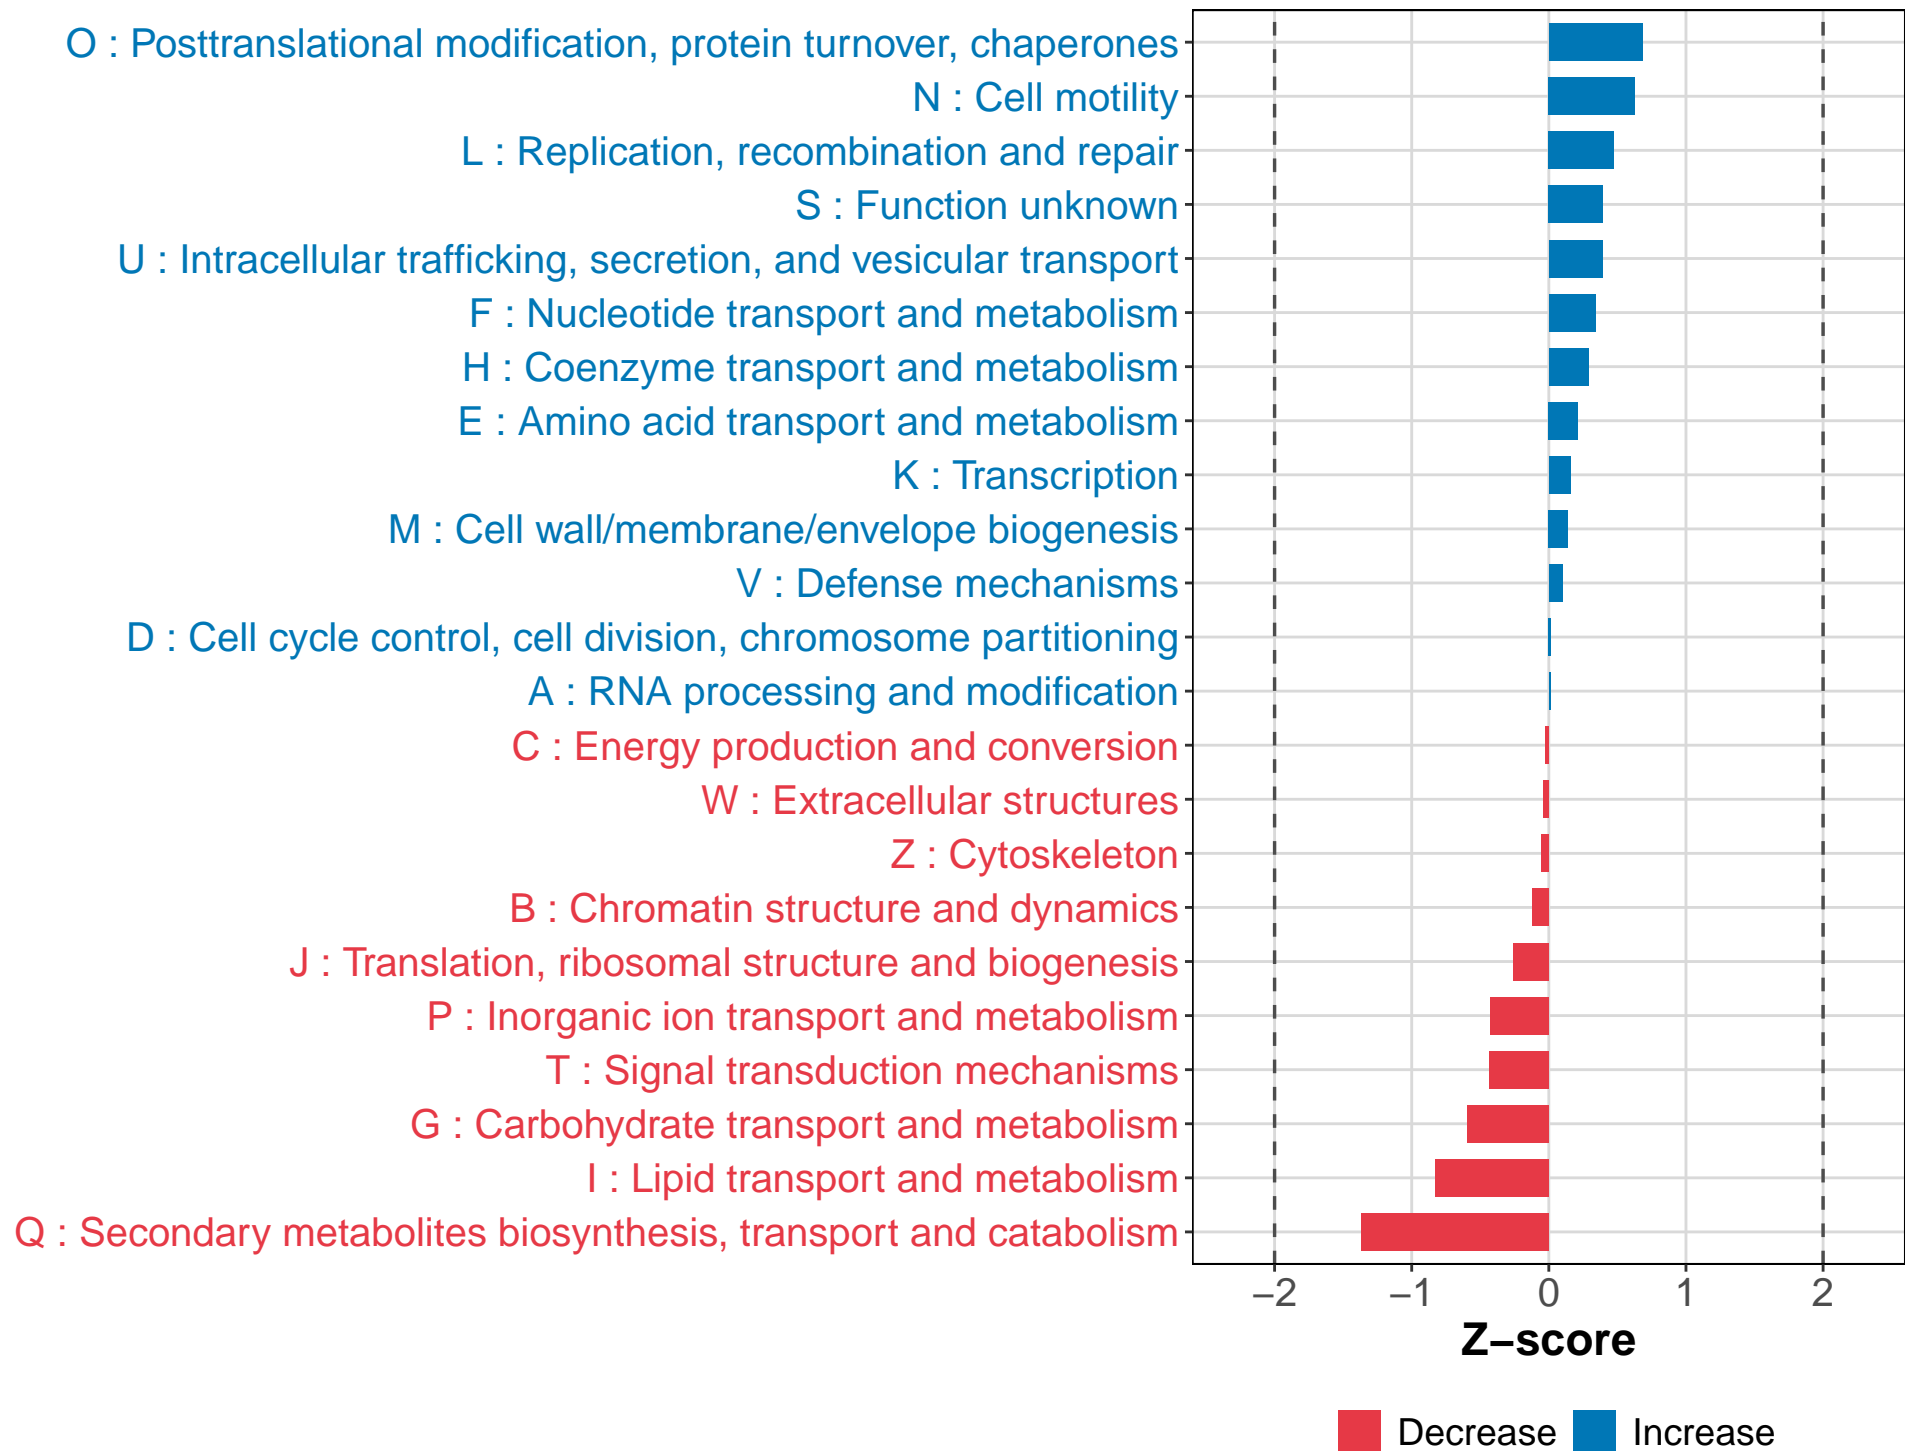 O : Posttranslational modification, protein turnover, chaperones
N : Cell motility
L : Replication, recombination and repair
S : Function unknown
U : Intracellular trafficking, secretion, and vesicular transport
F : Nucleotide transport and metabolism
H : Coenzyme transport and metabolism
E : Amino acid transport and metabolism
K : Transcription
M : Cell wall/membrane/envelope biogenesis
V : Defense mechanisms
D : Cell cycle control, cell division, chromosome partitioning
A : RNA processing and modification
C : Energy production and conversion
W : Extracellular structures
Z : Cytoskeleton
B : Chromatin structure and dynamics
J : Translation, ribosomal structure and biogenesis
P : Inorganic ion transport and metabolism
T : Signal transduction mechanisms
G : Carbohydrate transport and metabolism
I : Lipid transport and metabolism
Q : Secondary metabolites biosynthesis, transport and catabolism
−2 −1 0 1 2
Z−score
Decrease Increase